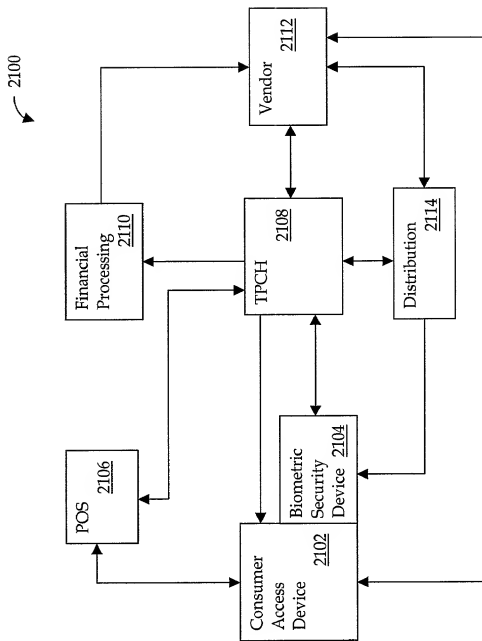 2100
POS
2106
Financial
Processing
2110
Consumer
Access
Device
2102
Biometric
Security
Device
2104
TPCH
2108
Vendor
2112
Distribution
2114